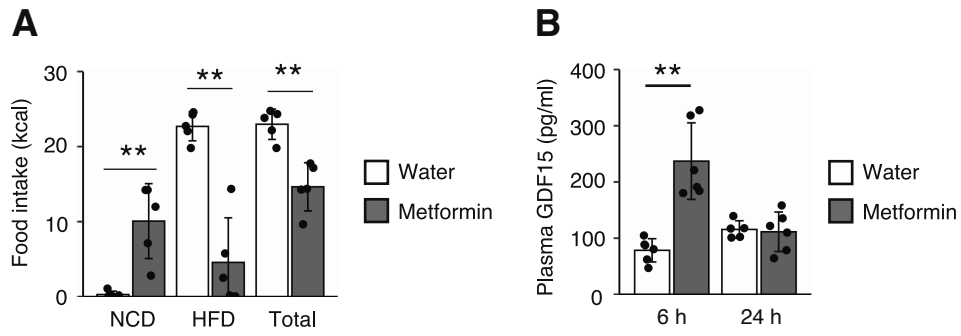 A
Food intake (kcal)
30
20
10
0
**
**
**
NCD
HFD
Total
Water
Metformin
B
Plasma GDF15 (pg/ml)
400
300
200
100
0
**
6 h
24 h
Water
Metformin